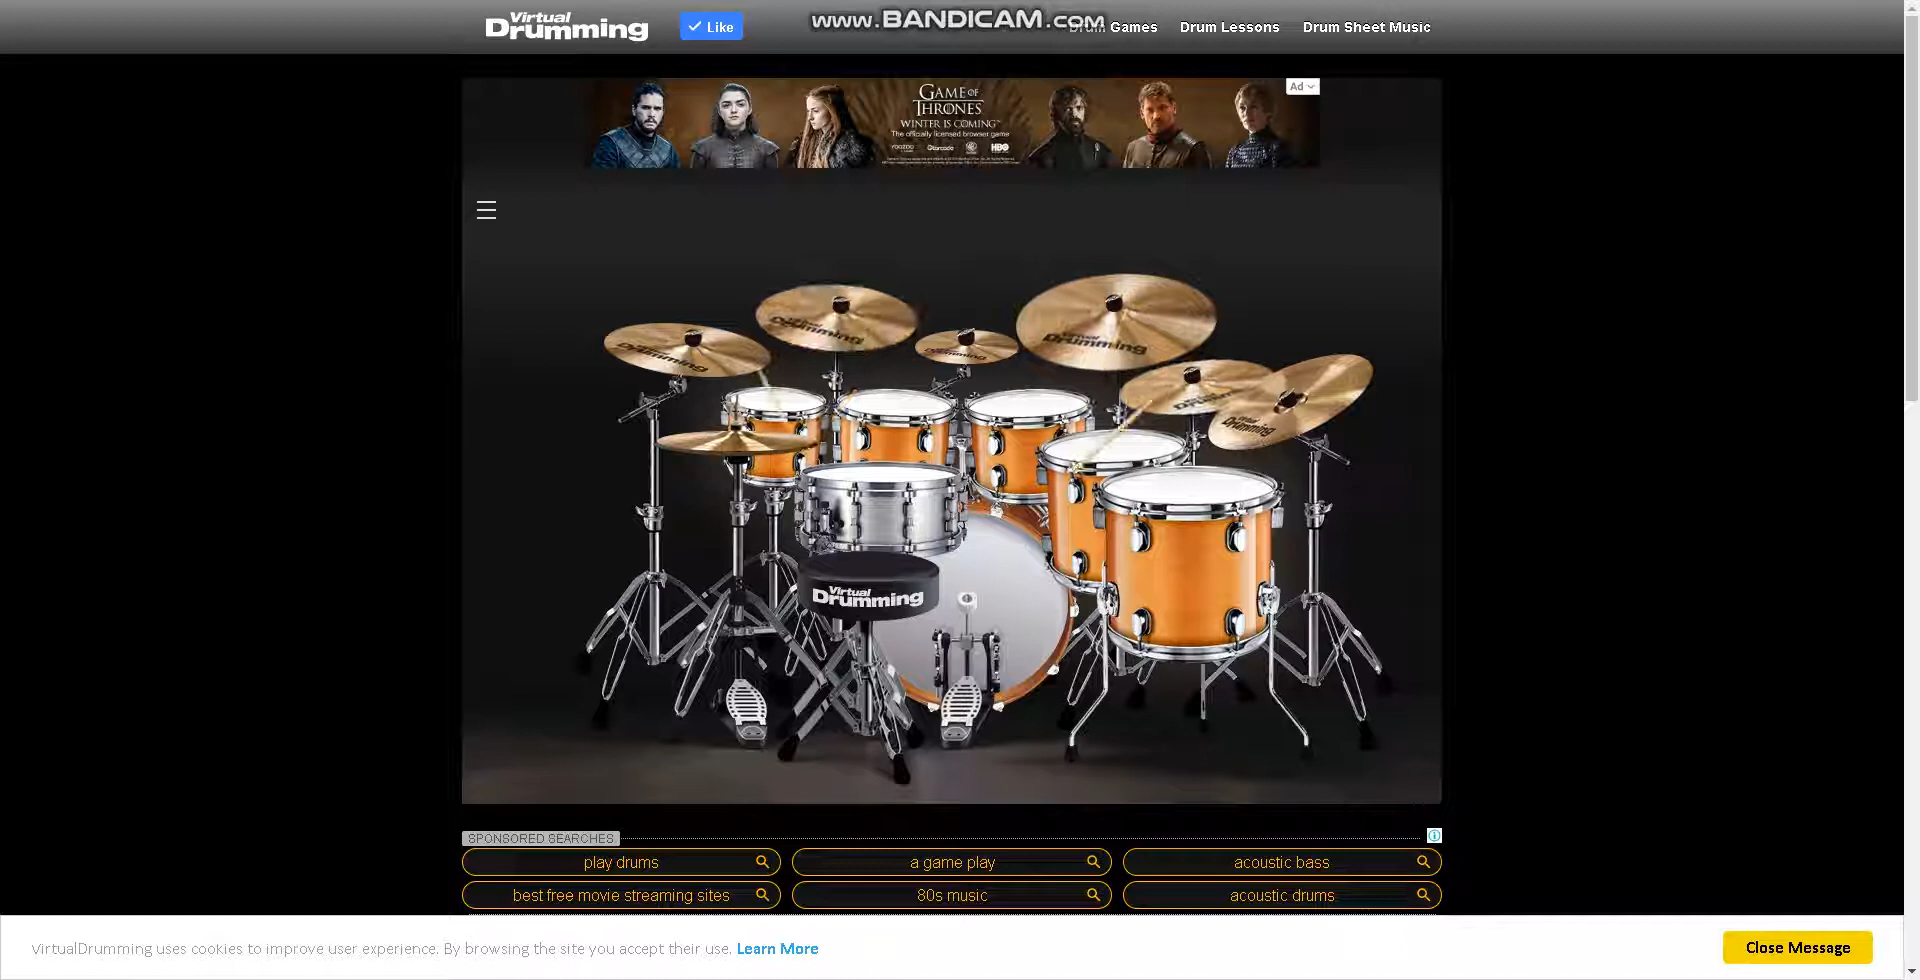 Virtual
Drumming
Like
www.BANDICAM.com
Drum Games
Drum Lessons
Drum Sheet Music
Ad
GAME OF
THRONES
WINTER IS COMING
The officially licensed browser game
HBO
Virtual
Drumming
SPONSORED SEARCHES
play drums
a game play
acoustic bass
best free movie streaming sites
80s music
acoustic drums
VirtualDrumming uses cookies to improve user experience. By browsing the site you accept their use. Learn More
Close Message